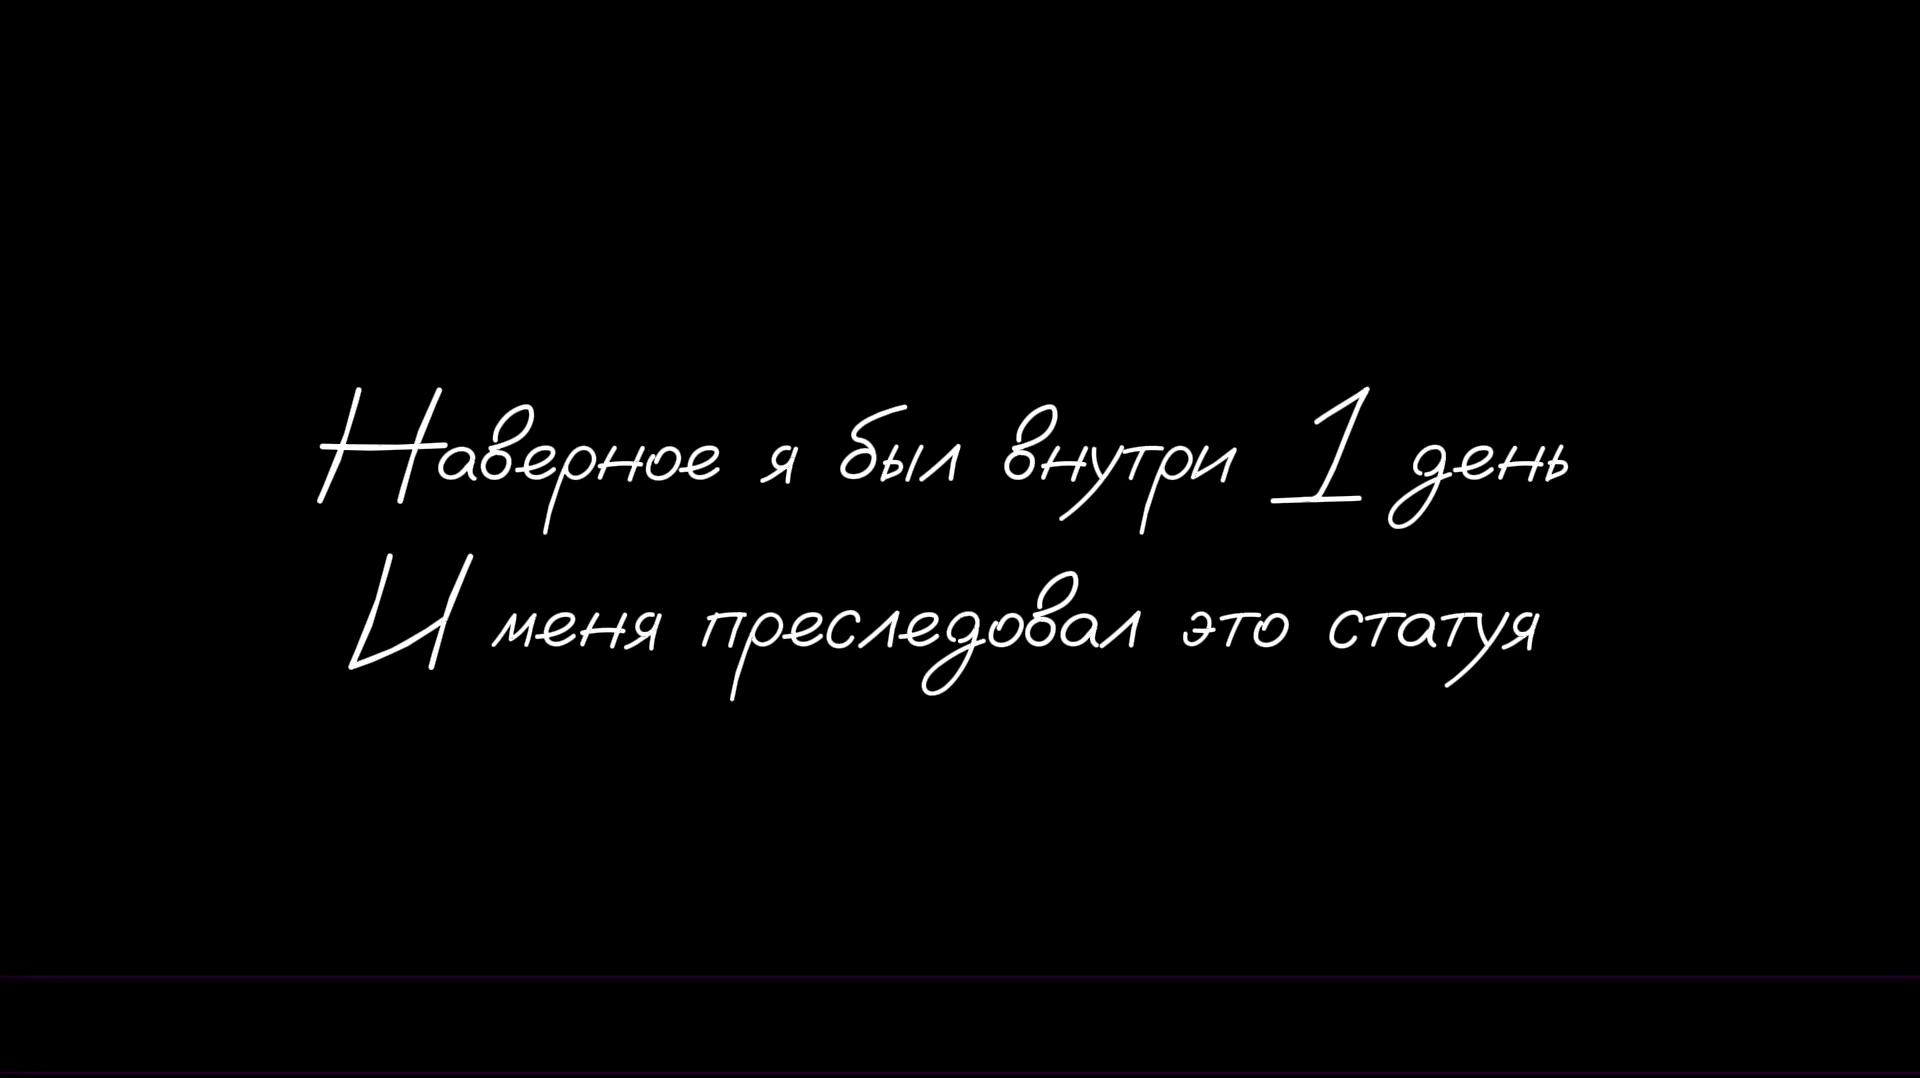 Наверное я был внутри 1 день
И меня преследовал это статуя